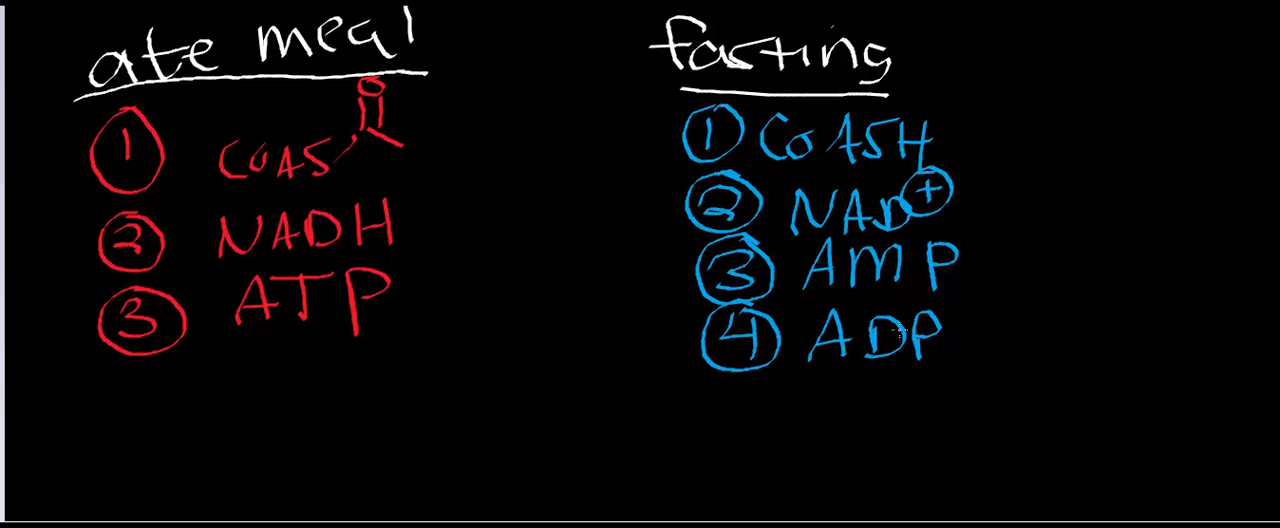 ate meal
① COAS O
② NADH
③ ATP
fasting
① COASH
② NAD+
③ AMP
④ ADP